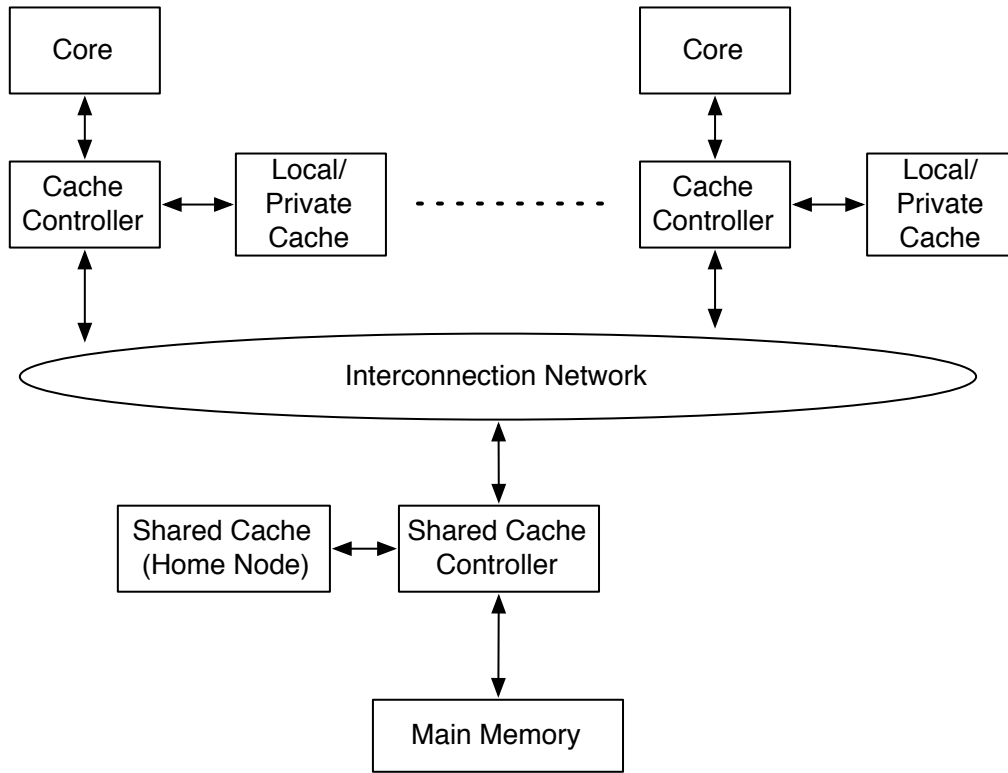 Core
Core
Cache
Controller
Local/
Private
Cache
Cache
Controller
Local/
Private
Cache
Interconnection Network
Shared Cache
(Home Node)
Shared Cache
Controller
Main Memory